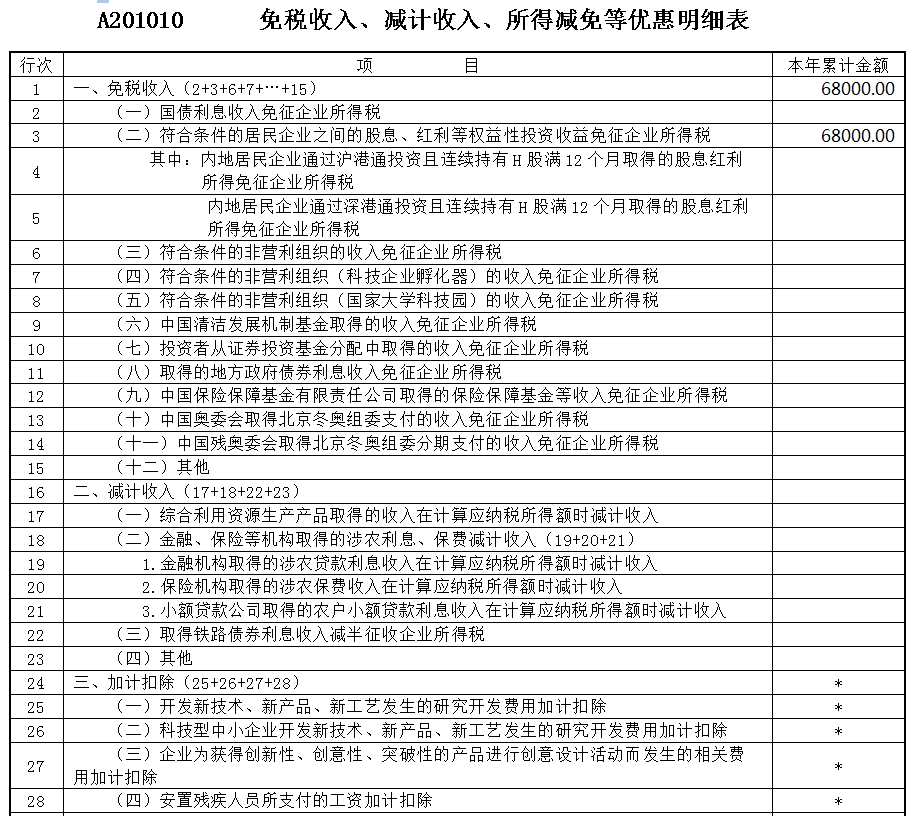 A201010 免税收入、减计收入、所得减免等优惠明细表
行次 项 目 本年累计金额
1 一、免税收入（2+3+6+7+…+15） 68000.00
2 （一）国债利息收入免征企业所得税
3 （二）符合条件的居民企业之间的股息、红利等权益性投资收益免征企业所得税 68000.00
4 其中：内地居民企业通过沪港通投资且连续持有H股满12个月取得的股息红利
所得免征企业所得税
5 内地居民企业通过深港通投资且连续持有H股满12个月取得的股息红利
所得免征企业所得税
6 （三）符合条件的非营利组织的收入免征企业所得税
7 （四）符合条件的非营利组织（科技企业孵化器）的收入免征企业所得税
8 （五）符合条件的非营利组织（国家大学科技园）的收入免征企业所得税
9 （六）中国清洁发展机制基金取得的收入免征企业所得税
10 （七）投资者从证券投资基金分配中取得的收入免征企业所得税
11 （八）取得的地方政府债券利息收入免征企业所得税
12 （九）中国保险保障基金有限责任公司取得的保险保障基金等收入免征企业所得税
13 （十）中国奥委会取得北京冬奥组委支付的收入免征企业所得税
14 （十一）中国残奥委会取得北京冬奥组委分期支付的收入免征企业所得税
15 （十二）其他
16 二、减计收入（17+18+22+23）
17 （一）综合利用资源生产产品取得的收入在计算应纳税所得额时减计收入
18 （二）金融、保险等机构取得的涉农利息、保费减计收入（19+20+21）
19 1.金融机构取得的涉农贷款利息收入在计算应纳税所得额时减计收入
20 2.保险机构取得的涉农保费收入在计算应纳税所得额时减计收入
21 3.小额贷款公司取得的农户小额贷款利息收入在计算应纳税所得额时减计收入
22 （三）取得铁路债券利息收入减半征收企业所得税
23 （四）其他
24 三、加计扣除（25+26+27+28） *
25 （一）开发新技术、新产品、新工艺发生的研究开发费用加计扣除 *
26 （二）科技型中小企业开发新技术、新产品、新工艺发生的研究开发费用加计扣除 *
27 （三）企业为获得创新性、创意性、突破性的产品进行创意设计活动而发生的相关费 *
用加计扣除
28 （四）安置残疾人员所支付的工资加计扣除 *